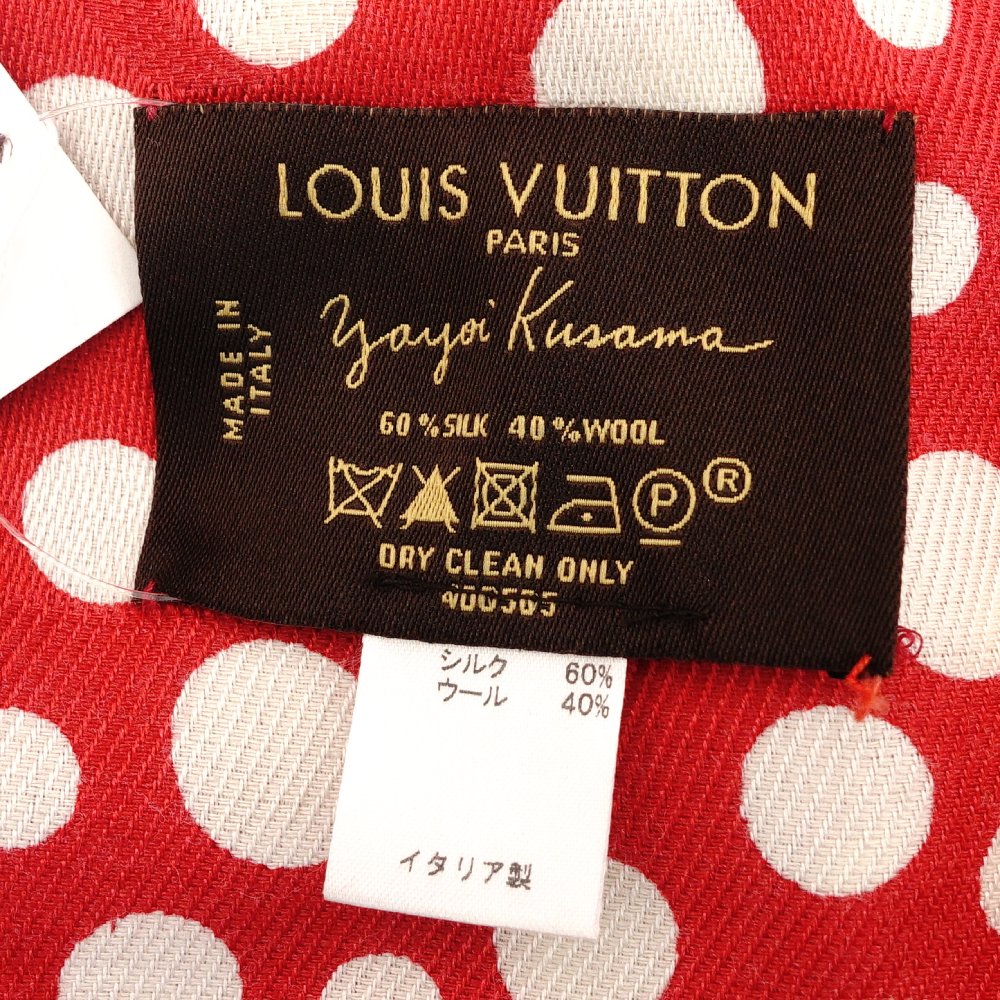 LOUIS VUITTON
PARIS
Yayoi Kusama
MADE IN
ITALY
60% SILK 40% WOOL
P ®
DRY CLEAN ONLY
シルク 60%
ウール 40%
イタリア製